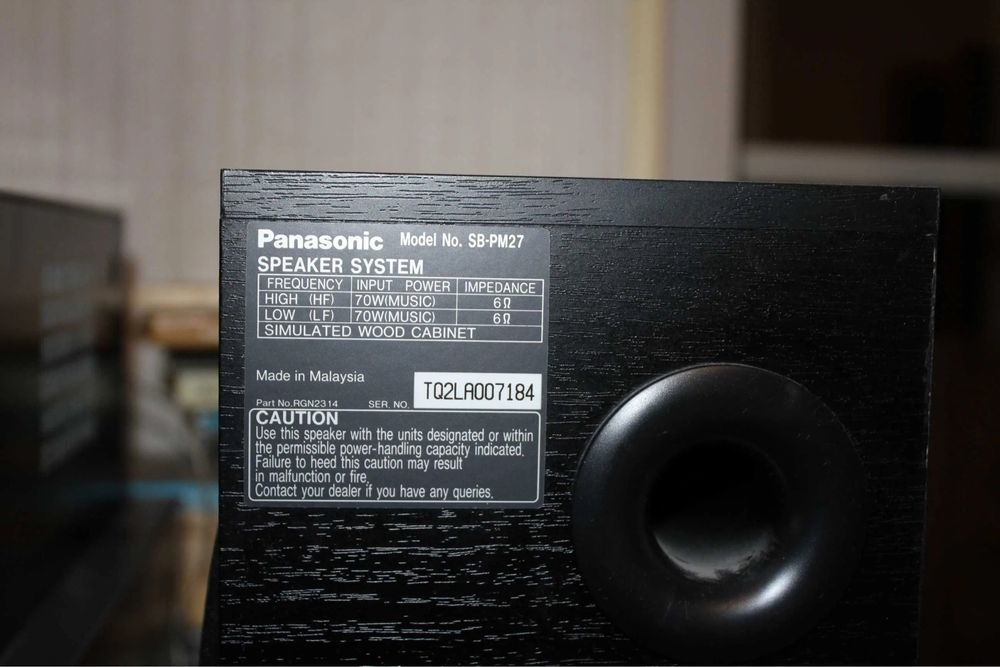 Panasonic Model No. SB-PM27
SPEAKER SYSTEM
FREQUENCY INPUT POWER IMPEDANCE
HIGH (HF) 70W(MUSIC) 6Ω
LOW (LF) 70W(MUSIC) 6Ω
SIMULATED WOOD CABINET
Made in Malaysia
Part No.RGN2314 SER. NO. TQ2LA007184
CAUTION
Use this speaker with the units designated or within
the permissible power-handling capacity indicated.
Failure to heed this caution may result
in malfunction or fire.
Contact your dealer if you have any queries.